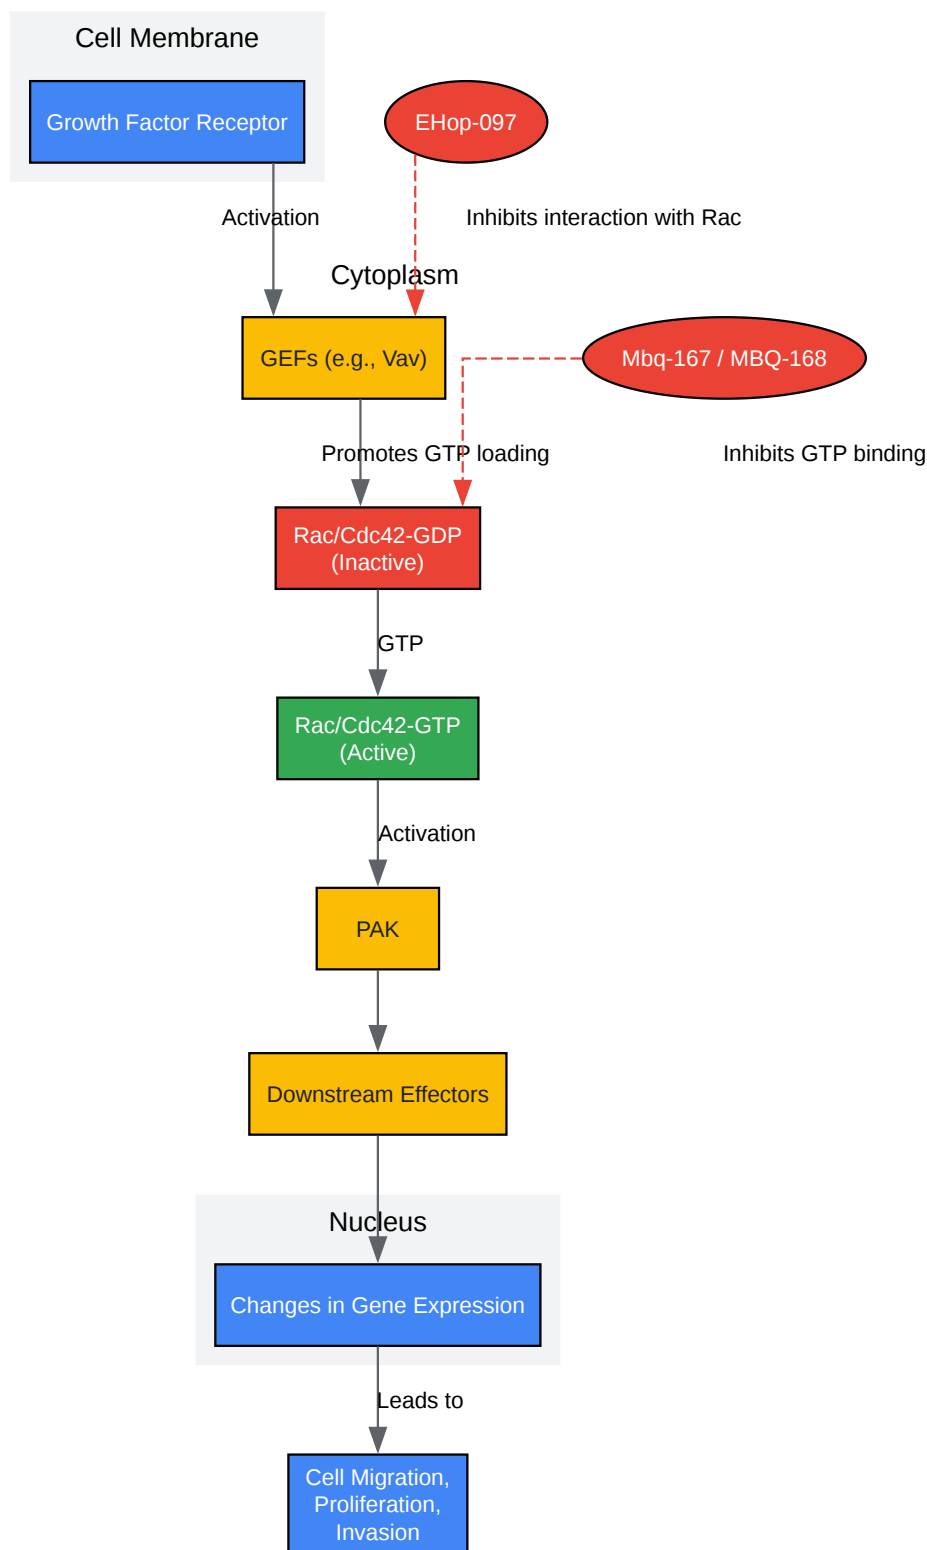 Cell Membrane
Growth Factor Receptor
EHop-097
Activation
Inhibits interaction with Rac
Cytoplasm
GEFs (e.g., Vav)
Mbq-167 / MBQ-168
Promotes GTP loading
Inhibits GTP binding
Rac/Cdc42-GDP
(Inactive)
GTP
Rac/Cdc42-GTP
(Active)
Activation
PAK
Downstream Effectors
Nucleus
Changes in Gene Expression
Leads to
Cell Migration,
Proliferation,
Invasion